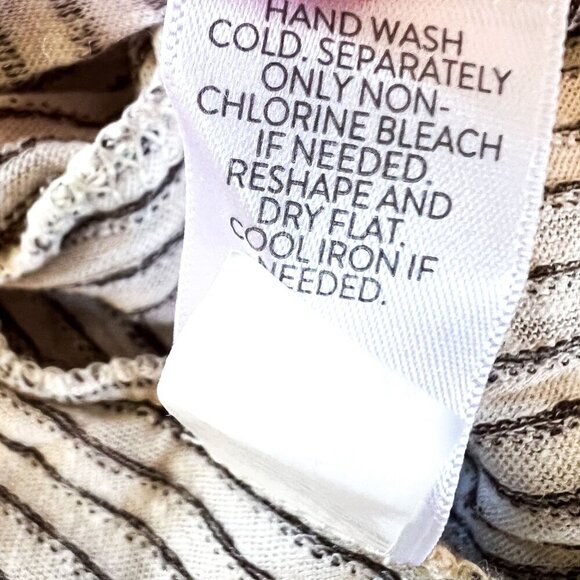 HAND WASH
COLD. SEPARATELY
ONLY NON-
CHLORINE BLEACH
IF NEEDED.
RESHAPE AND
DRY FLAT.
COOL IRON IF
NEEDED.